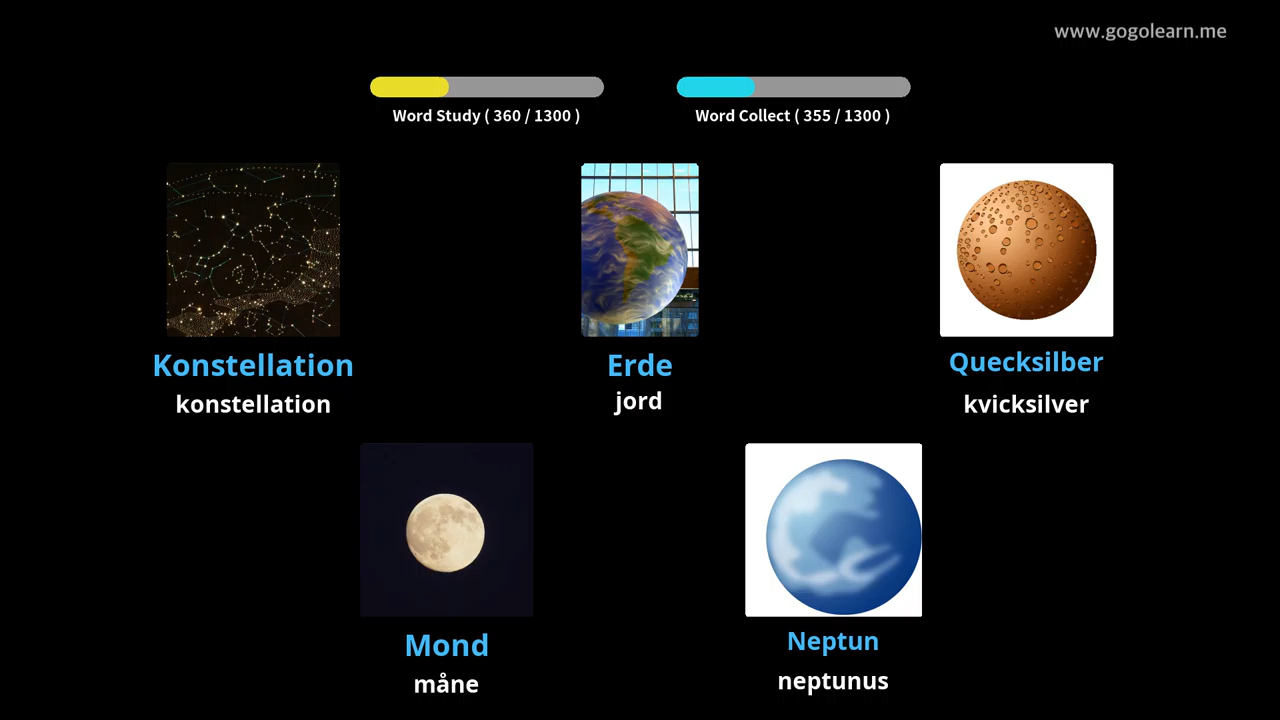 www.gogolearn.me
Word Study ( 360 / 1300 )
Word Collect ( 355 / 1300 )
Konstellation
konstellation
Erde
jord
Quecksilber
kvicksilver
Mond
måne
Neptun
neptunus